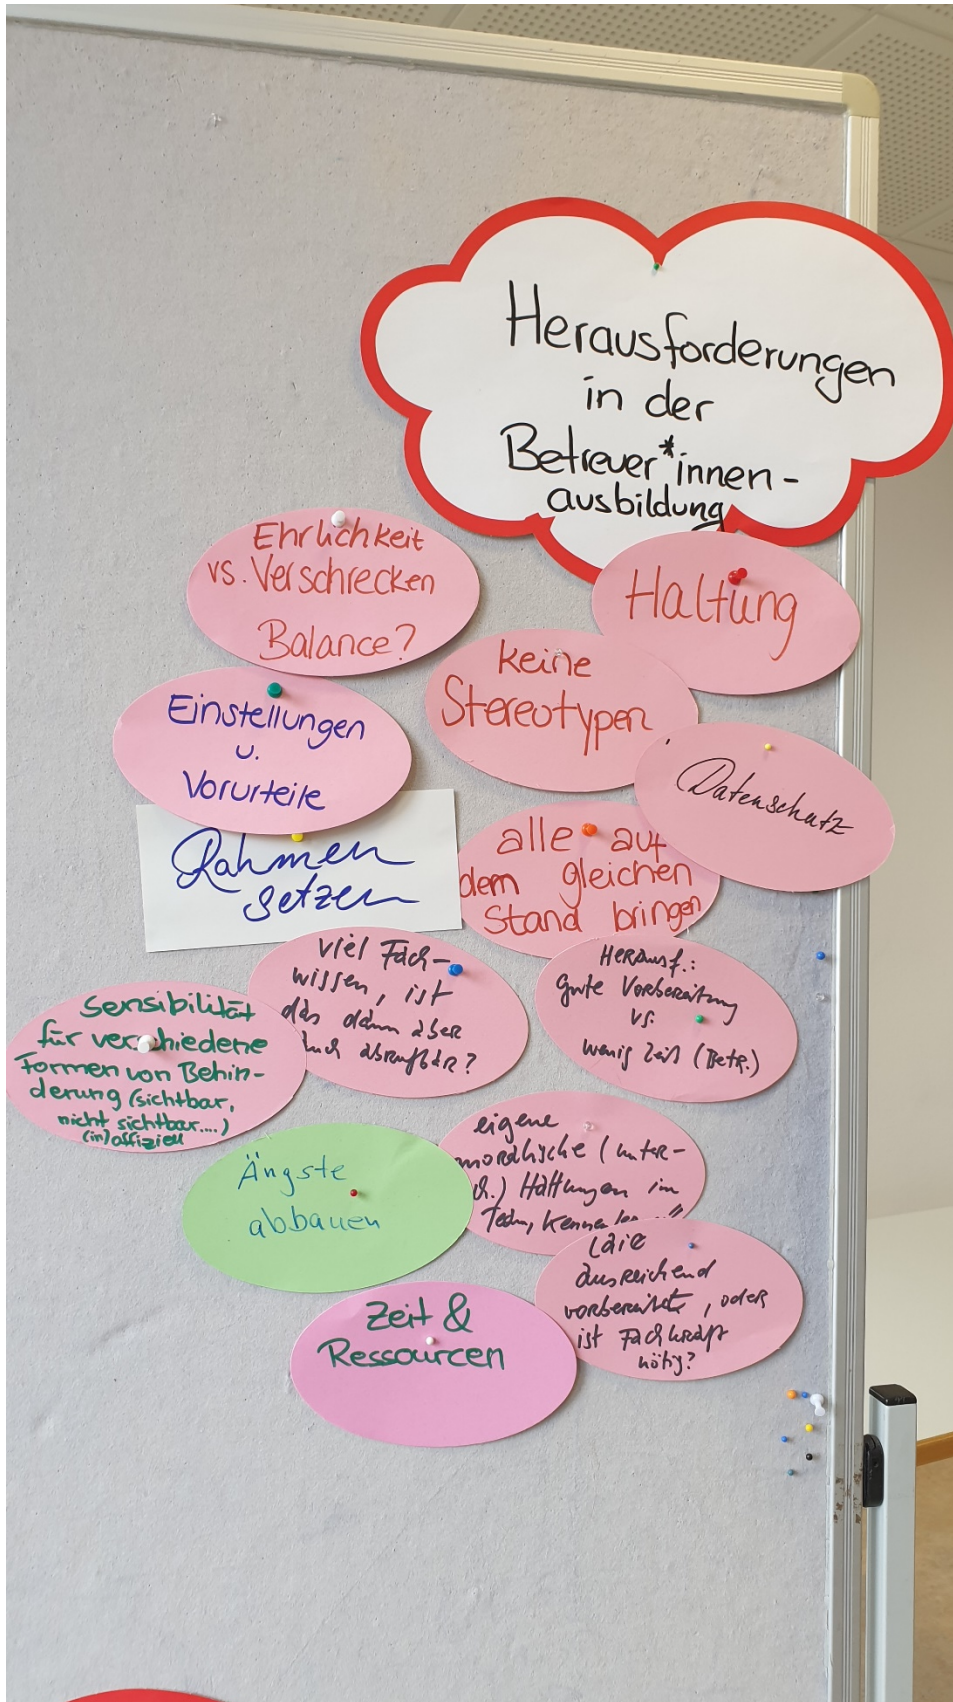 Herausforderungen
in der
Betreuer*innen-
ausbildung
Ehrlichkeit
vs. Verschrecken
Balance?
Haltung
keine
Stereotypen
Einstellungen
u.
Vorurteile
Datenschutz
Rahmen
setzen
alle auf
dem gleichen
Stand bringen
viel Fach-
wissen, ist
das dann aber
auch abrufbar?
Herausf.:
gute Vorbereitung
vs.
wenig Zeit (Betr.)
Sensibilität
für verschiedene
Formen von Behin-
derung (sichtbar,
nicht sichtbar....)
(in)offiziell
eigene
moralische (unter-
Haltungen im
Team,
Ängste
abbauen
Laie
ausreichend
vorbereitet, oder
ist Fachkraft
nötig?
Zeit &
Ressourcen